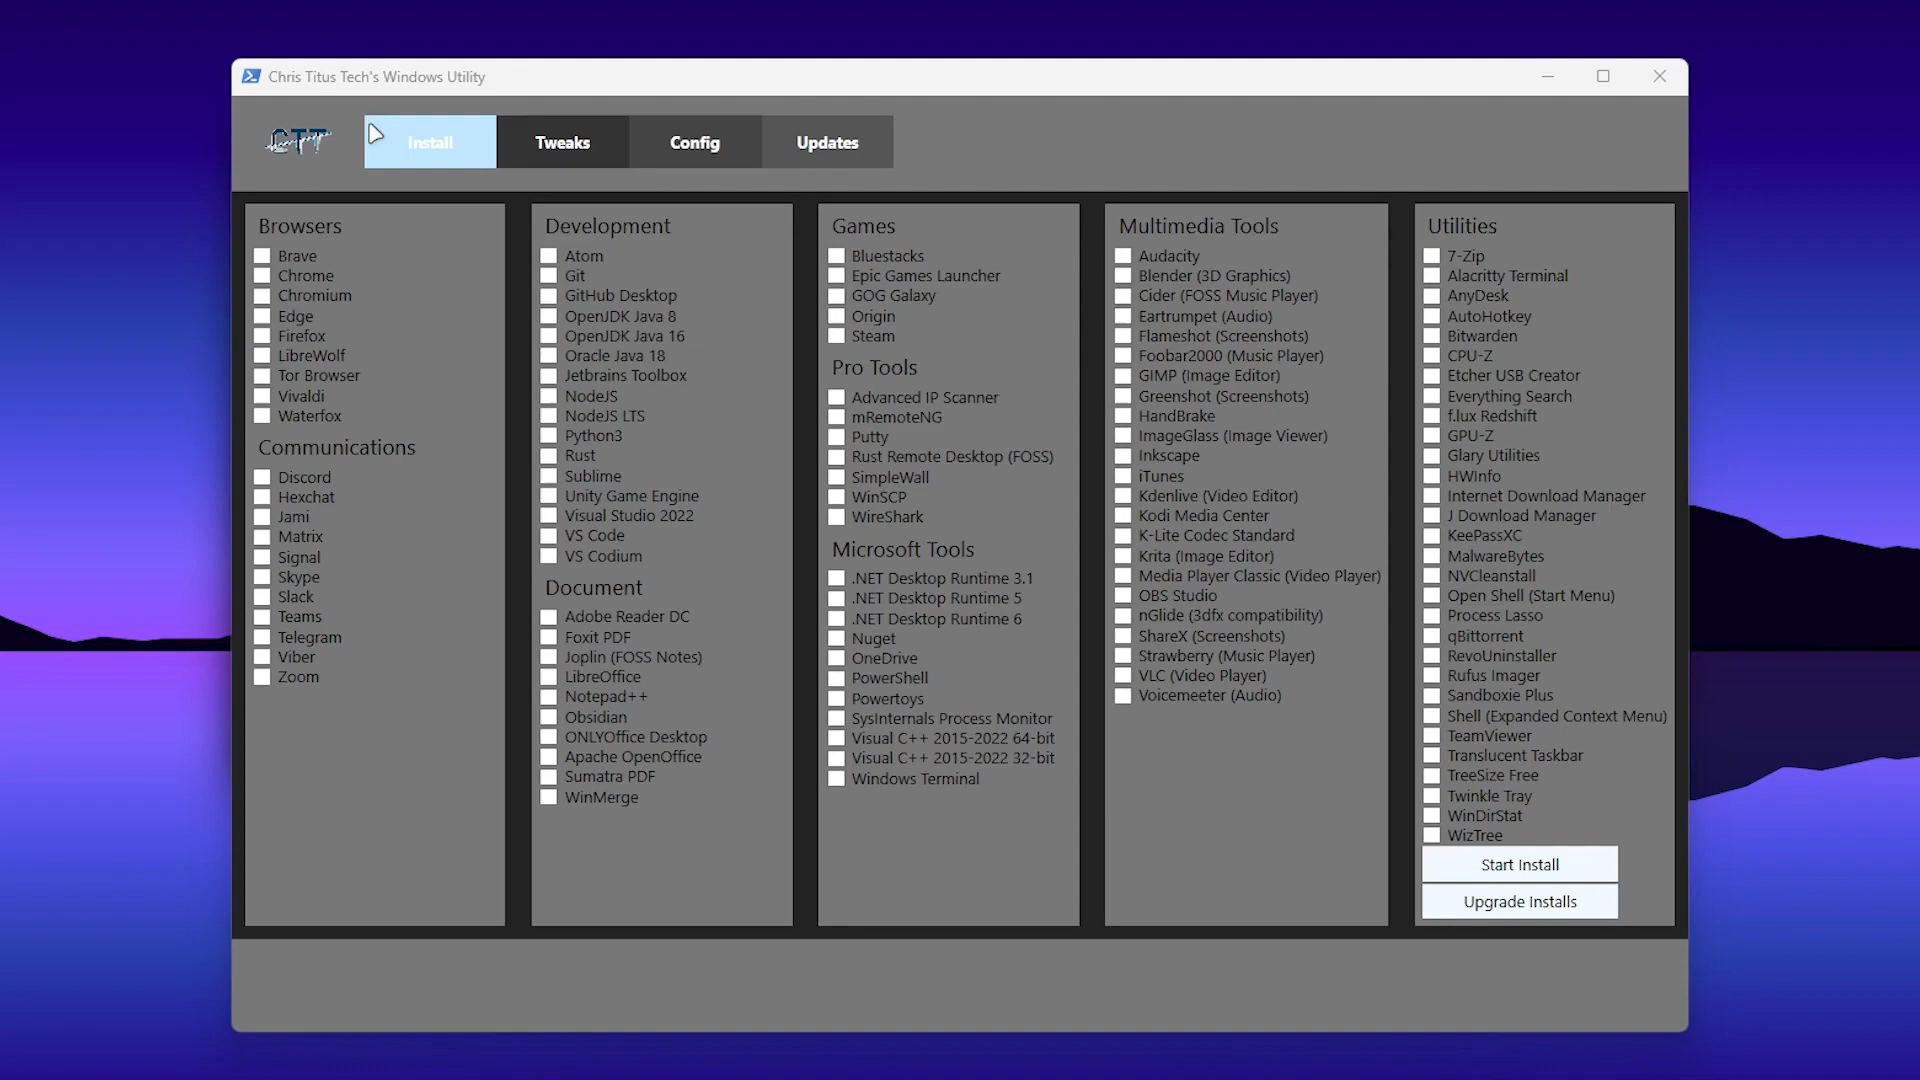 Chris Titus Tech's Windows Utility
CTT
Install
Tweaks
Config
Updates
Browsers
Brave
Chrome
Chromium
Edge
Firefox
LibreWolf
Tor Browser
Vivaldi
Waterfox
Communications
Discord
Hexchat
Jami
Matrix
Signal
Skype
Slack
Teams
Telegram
Viber
Zoom
Development
Atom
Git
GitHub Desktop
OpenJDK Java 8
OpenJDK Java 16
Oracle Java 18
Jetbrains Toolbox
NodeJS
NodeJS LTS
Python3
Rust
Sublime
Unity Game Engine
Visual Studio 2022
VS Code
VS Codium
Document
Adobe Reader DC
Foxit PDF
Joplin (FOSS Notes)
LibreOffice
Notepad++
Obsidian
ONLYOffice Desktop
Apache OpenOffice
Sumatra PDF
WinMerge
Games
Bluestacks
Epic Games Launcher
GOG Galaxy
Origin
Steam
Pro Tools
Advanced IP Scanner
mRemoteNG
Putty
Rust Remote Desktop (FOSS)
SimpleWall
WinSCP
WireShark
Microsoft Tools
.NET Desktop Runtime 3.1
.NET Desktop Runtime 5
.NET Desktop Runtime 6
Nuget
OneDrive
PowerShell
Powertoys
SysInternals Process Monitor
Visual C++ 2015-2022 64-bit
Visual C++ 2015-2022 32-bit
Windows Terminal
Multimedia Tools
Audacity
Blender (3D Graphics)
Cider (FOSS Music Player)
Eartrumpet (Audio)
Flameshot (Screenshots)
Foobar2000 (Music Player)
GIMP (Image Editor)
Greenshot (Screenshots)
HandBrake
ImageGlass (Image Viewer)
Inkscape
iTunes
Kdenlive (Video Editor)
Kodi Media Center
K-Lite Codec Standard
Krita (Image Editor)
Media Player Classic (Video Player)
OBS Studio
nGlide (3dfx compatibility)
ShareX (Screenshots)
Strawberry (Music Player)
VLC (Video Player)
Voicemeeter (Audio)
Utilities
7-Zip
Alacritty Terminal
AnyDesk
AutoHotkey
Bitwarden
CPU-Z
Etcher USB Creator
Everything Search
f.lux Redshift
GPU-Z
Glary Utilities
HWInfo
Internet Download Manager
J Download Manager
KeePassXC
MalwareBytes
NVCleanstall
Open Shell (Start Menu)
Process Lasso
qBittorrent
RevoUninstaller
Rufus Imager
Sandboxie Plus
Shell (Expanded Context Menu)
TeamViewer
Translucent Taskbar
TreeSize Free
Twinkle Tray
WinDirStat
WizTree
Start Install
Upgrade Installs